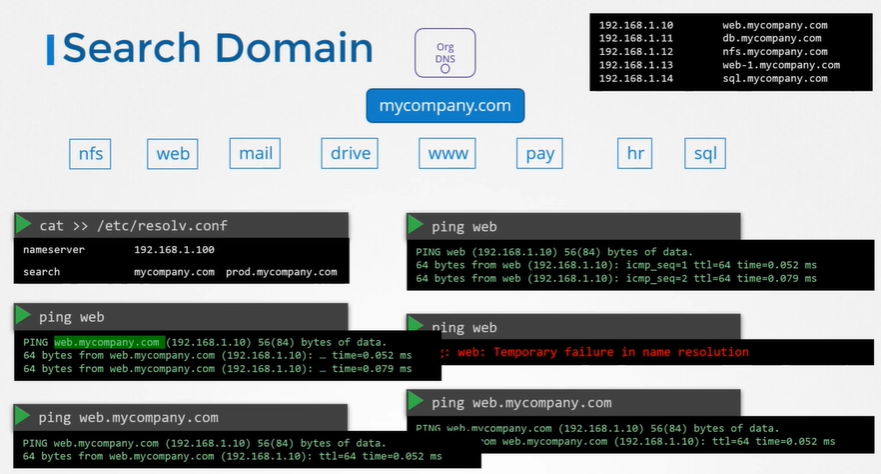 Search Domain
Org
DNS
192.168.1.10 web.mycompany.com
192.168.1.11 db.mycompany.com
192.168.1.12 nfs.mycompany.com
192.168.1.13 web-1.mycompany.com
192.168.1.14 sql.mycompany.com
mycompany.com
nfs web mail drive www pay hr sql
cat >> /etc/resolv.conf
nameserver 192.168.1.100
search mycompany.com prod.mycompany.com
ping web
PING web.mycompany.com (192.168.1.10) 56(84) bytes of data.
64 bytes from web.mycompany.com (192.168.1.10): … time=0.052 ms
64 bytes from web.mycompany.com (192.168.1.10): … time=0.079 ms
ping web.mycompany.com
PING web.mycompany.com (192.168.1.10) 56(84) bytes of data.
64 bytes from web.mycompany.com (192.168.1.10): ttl=64 time=0.052 ms
ping web
PING web (192.168.1.10) 56(84) bytes of data.
64 bytes from web (192.168.1.10): icmp_seq=1 ttl=64 time=0.052 ms
64 bytes from web (192.168.1.10): icmp_seq=2 ttl=64 time=0.079 ms
ping web
web: Temporary failure in name resolution
ping web.mycompany.com
PING web.mycompany.com (192.168.1.10) 56(84) bytes of data.
web.mycompany.com (192.168.1.10): ttl=64 time=0.052 ms